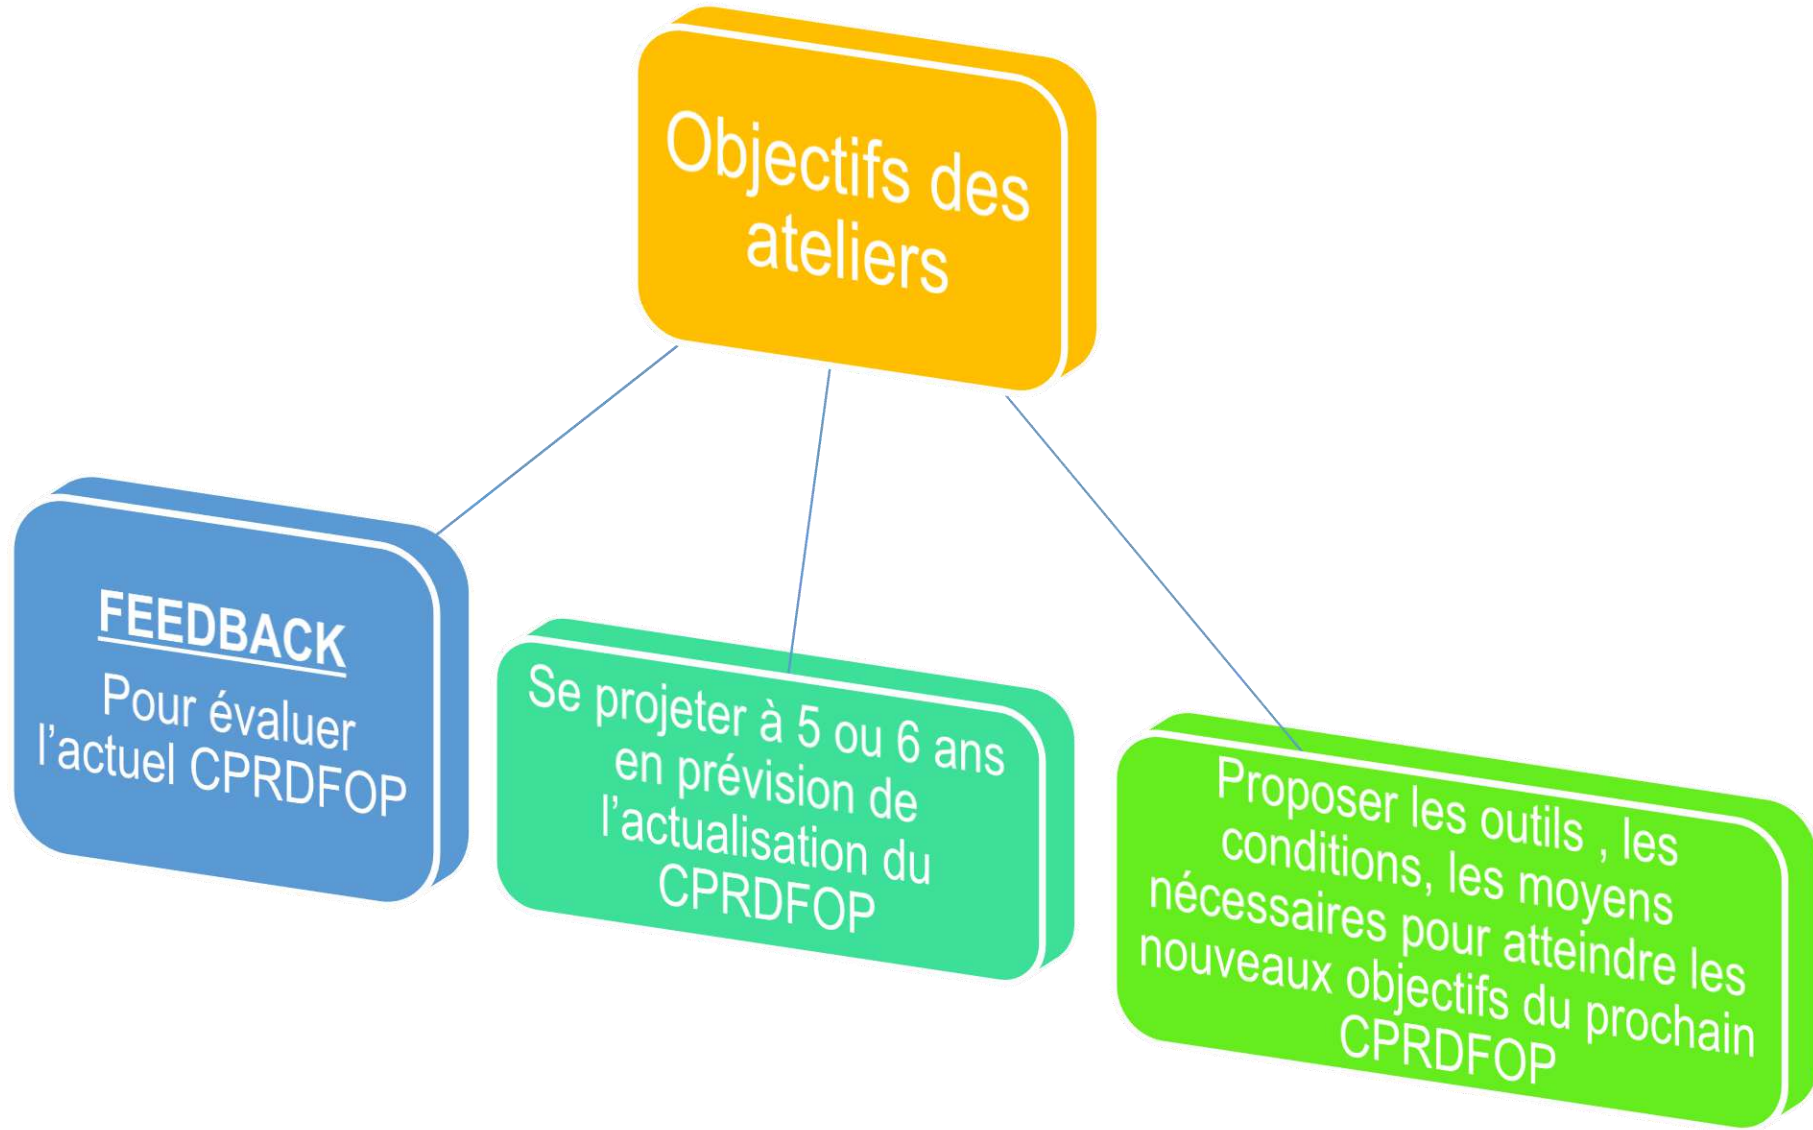 Objectifs des
ateliers
FEEDBACK
Pour évaluer
l’actuel CPRDFOP
Se projeter à 5 ou 6 ans
en prévision de
l’actualisation du
CPRDFOP
Proposer les outils , les
conditions, les moyens
nécessaires pour atteindre les
nouveaux objectifs du prochain
CPRDFOP